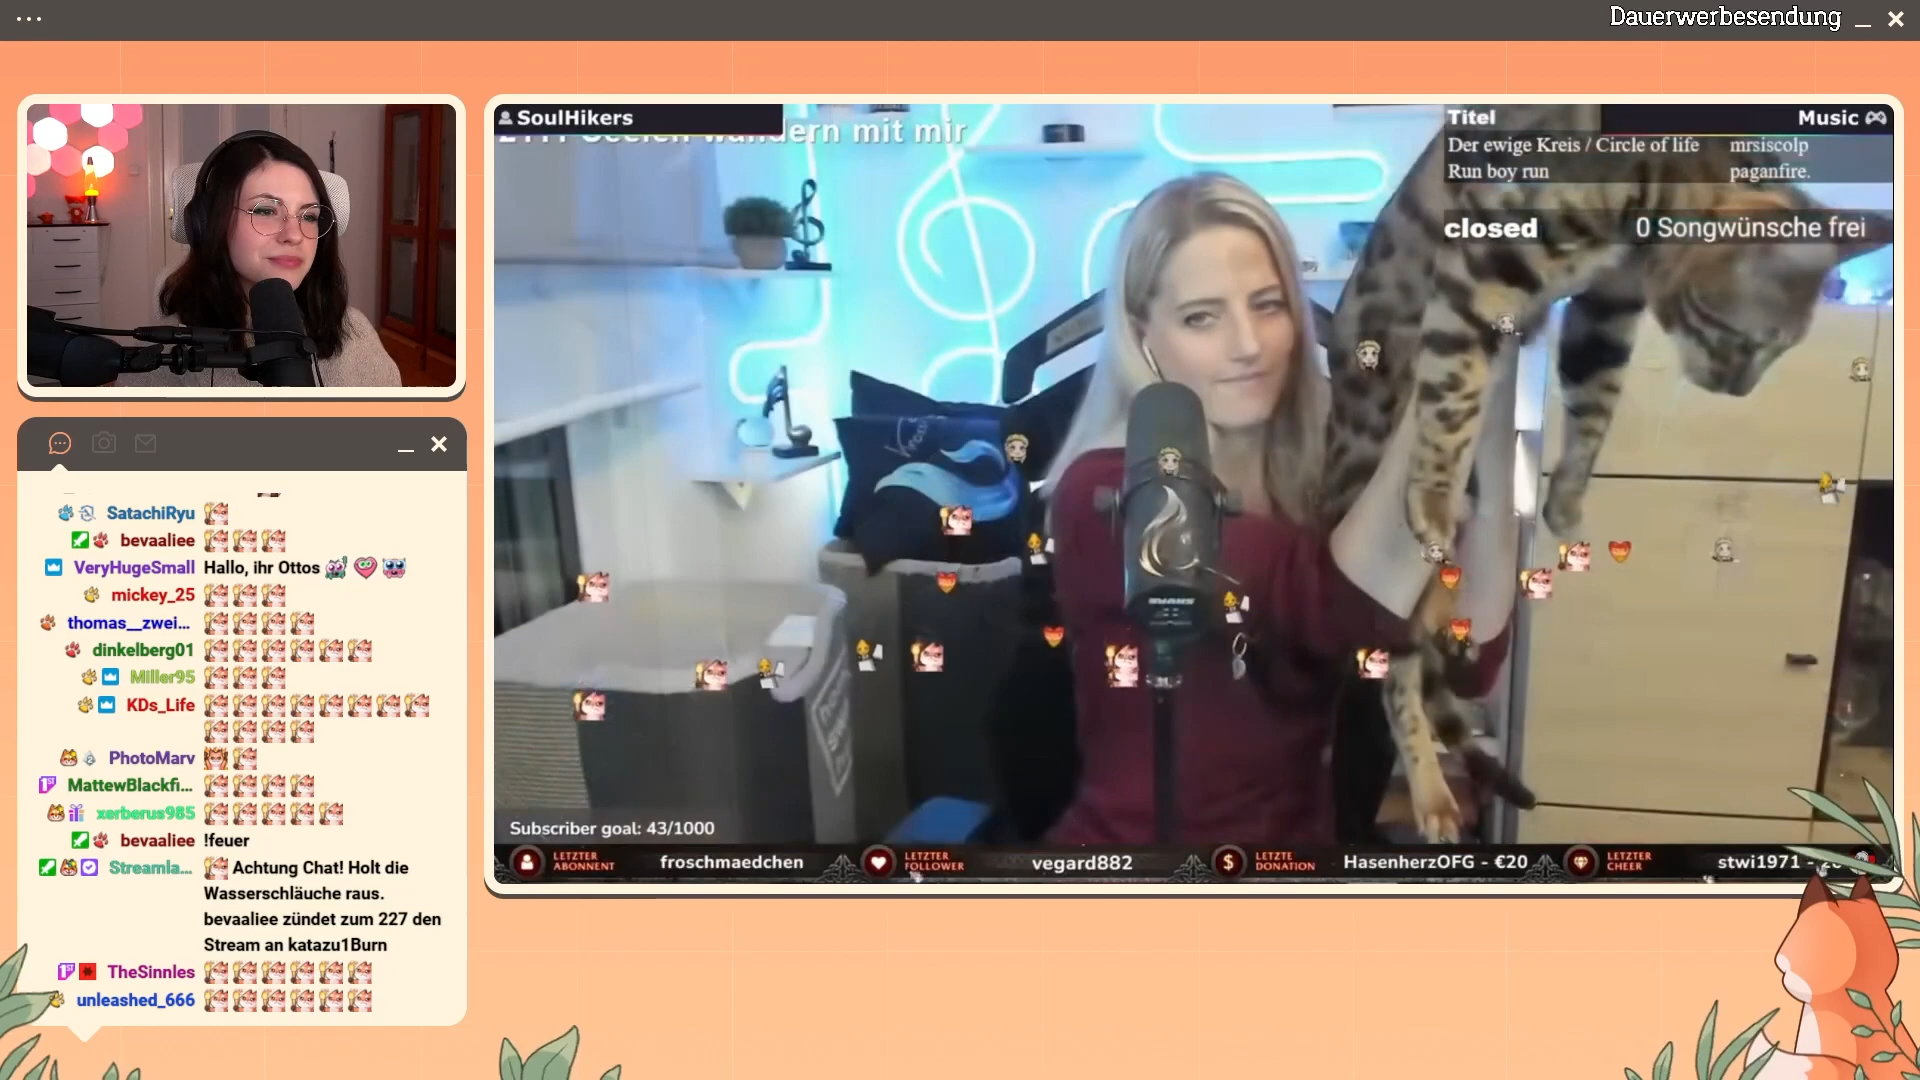 Dauerwerbesendung
SoulHikers
wandern mit mir
Titel
Music
Der ewige Kreis / Circle of life mrsiscolp
Run boy run paganfire.
closed 0 Songwünsche frei
SatachiRyu
bevaaliee
VeryHugeSmall Hallo, ihr Ottos
mickey_25
thomas__zwei...
dinkelberg01
Miller95
KDs_Life
PhotoMarv
MattewBlackfi...
xerberus985
bevaaliee !feuer
Streamla... Achtung Chat! Holt die
Wasserschläuche raus.
bevaaliee zündet zum 227 den
Stream an katazu1Burn
TheSinnles
unleashed_666
Subscriber goal: 43/1000
LETZTER
ABONNENT
froschmaedchen
LETZTER
FOLLOWER
vegard882
LETZTE
DONATION
HasenherzOFG - €20
LETZTER
CHEER
stwi1971 -